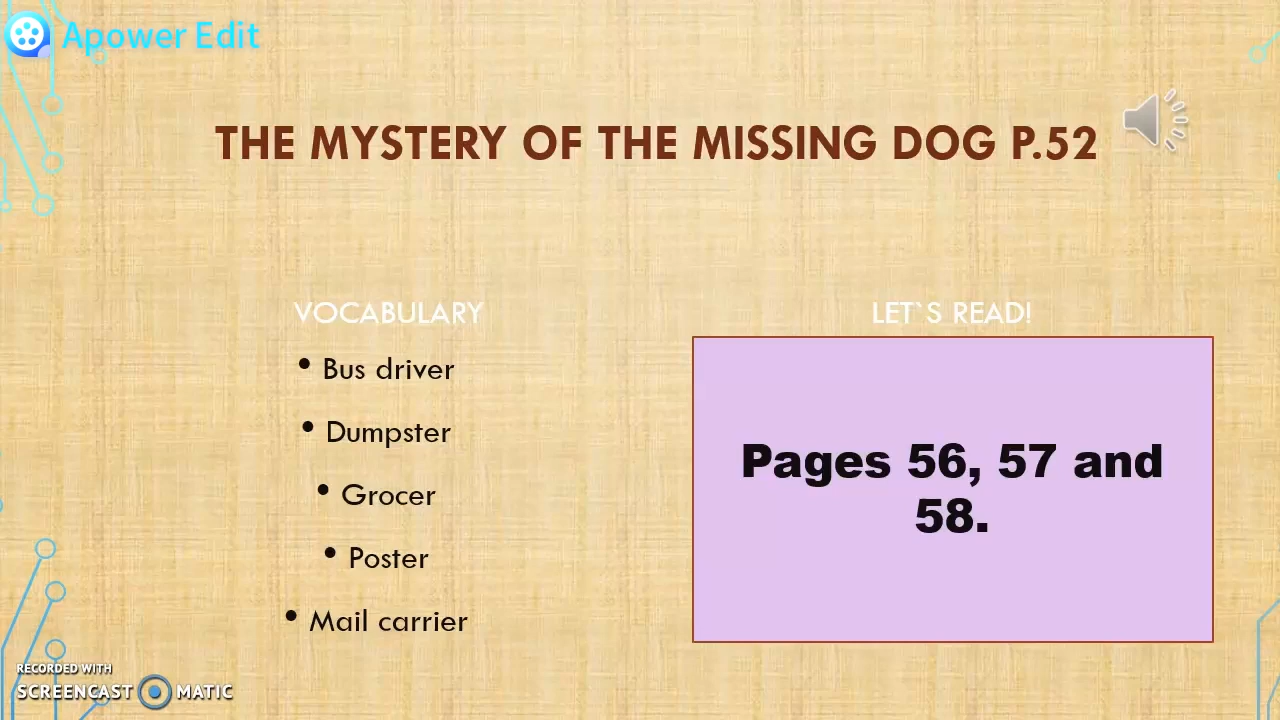 Apower Edit
THE MYSTERY OF THE MISSING DOG P.52
VOCABULARY
• Bus driver
• Dumpster
• Grocer
• Poster
• Mail carrier
LET`S READ!
Pages 56, 57 and
58.
RECORDED WITH
SCREENCAST MATIC